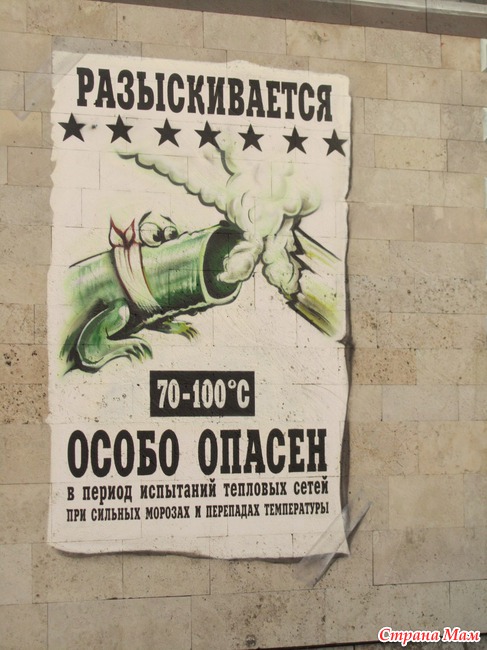 РАЗЫСКИВАЕТСЯ
70-100°C
ОСОБО ОПАСЕН
в период испытаний тепловых сетей
ПРИ СИЛЬНЫХ МОРОЗАХ И ПЕРЕПАДАХ ТЕМПЕРАТУРЫ
Страна Мам